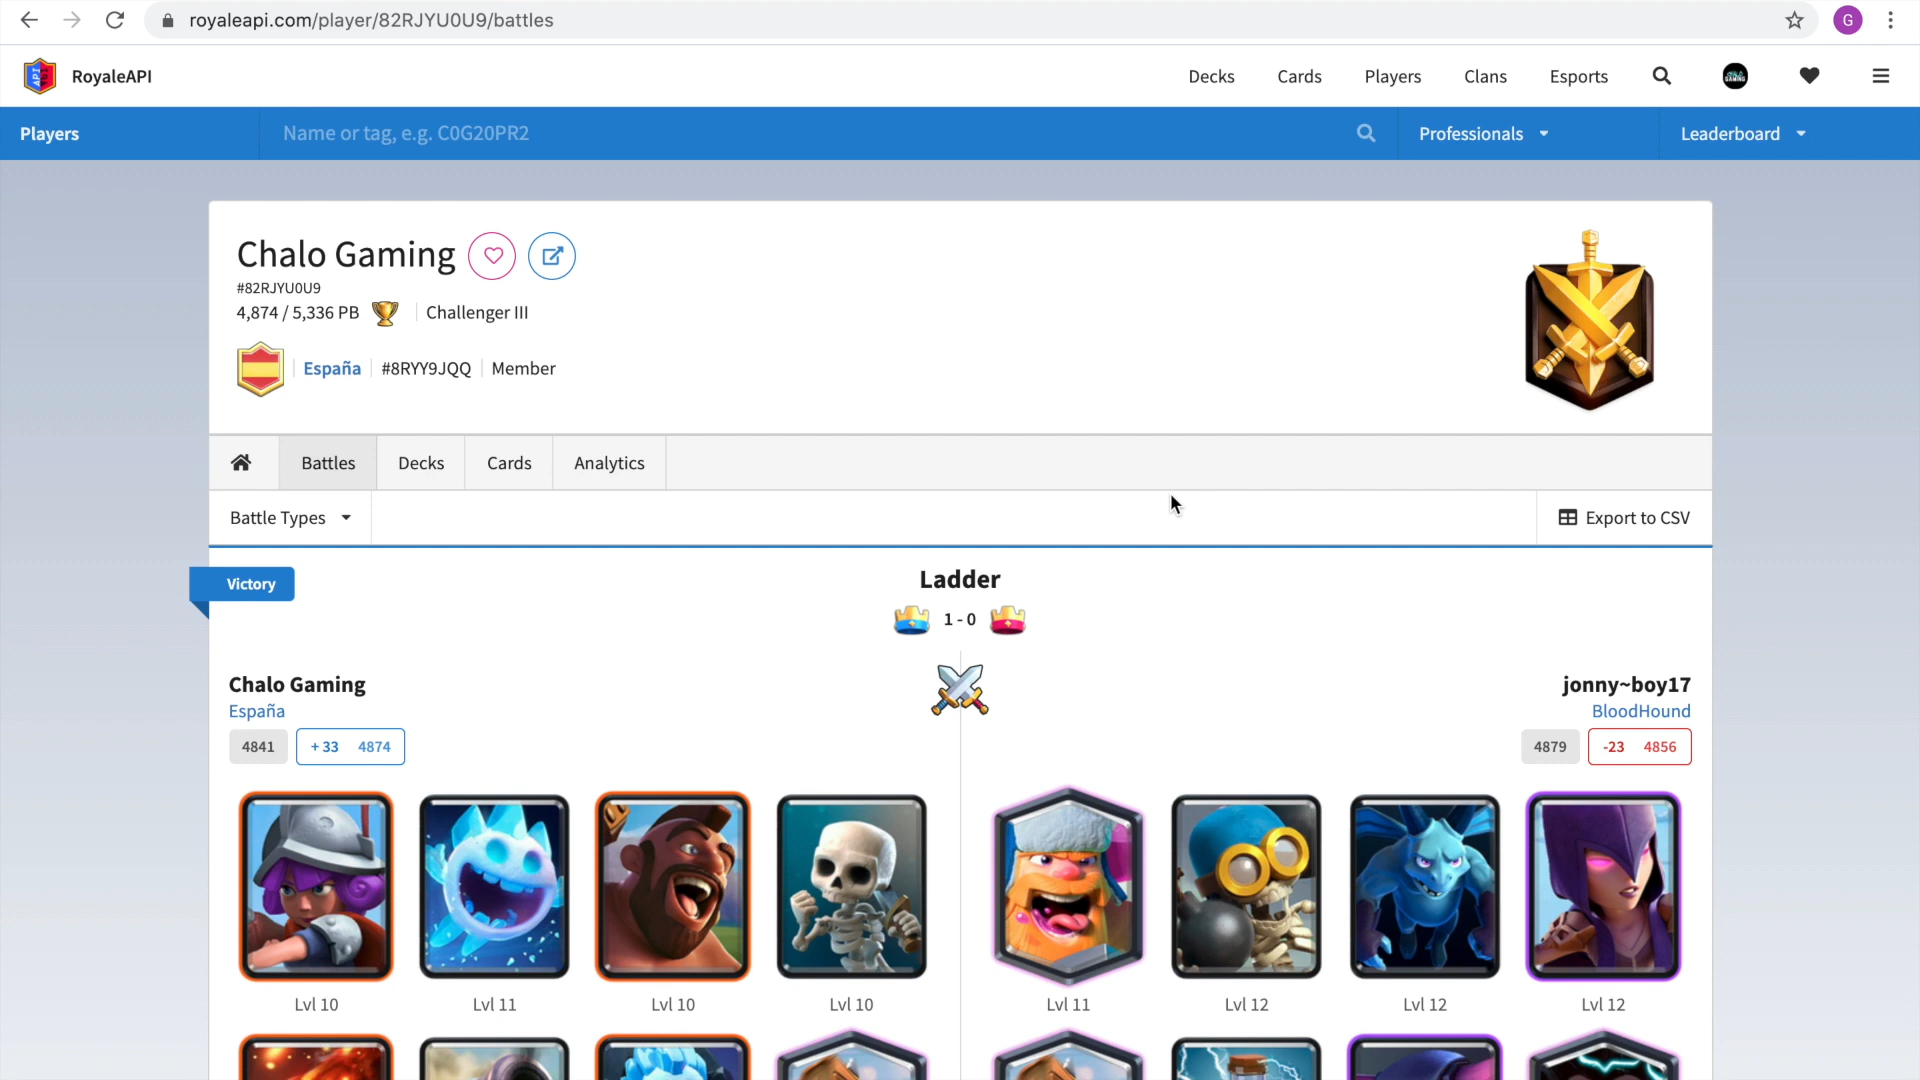 royaleapi.com/player/82RJYU0U9/battles
G
RoyaleAPI
Decks
Cards
Players
Clans
Esports
Players
Name or tag, e.g. C0G20PR2
Professionals
Leaderboard
Chalo Gaming
#82RJYU0U9
4,874 / 5,336 PB
Challenger III
España
#8RYY9JQQ
Member
Battles
Decks
Cards
Analytics
Battle Types
Export to CSV
Victory
Ladder
1 - 0
Chalo Gaming
España
4841
+ 33 4874
jonny~boy17
BloodHound
4879
-23 4856
Lvl 10
Lvl 11
Lvl 10
Lvl 10
Lvl 11
Lvl 12
Lvl 12
Lvl 12